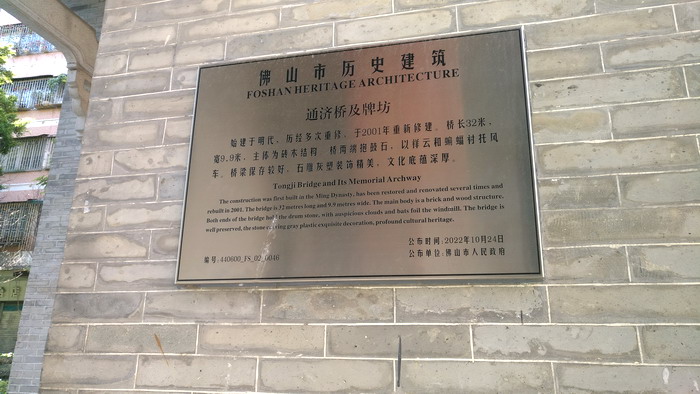 佛山市历史建筑
FOSHAN HERITAGE ARCHITECTURE
通济桥及牌坊
始建于明代，历经多次重修，于2001年重新修建。桥长32米，
宽9.9米，主体为砖木结构。桥两端抱鼓石，以祥云和蝙蝠衬托风
车。桥梁保存较好，石雕灰塑装饰精美，文化底蕴深厚。
Tongji Bridge and Its Memorial Archway
The construction was first built in the Ming Dynasty, has been restored and renovated several times and
rebuilt in 2001. The bridge is 32 metres long and 9.9 metres wide. The main body is a brick and wood structure.
Both ends of the bridge hold the drum stone, with auspicious clouds and bats foil the windmill. The bridge is
well preserved, the stone carving gray plastic exquisite decoration, profound cultural heritage.
公布时间:2022年10月24日
编号:440600_FS_02_0046
公布单位:佛山市人民政府